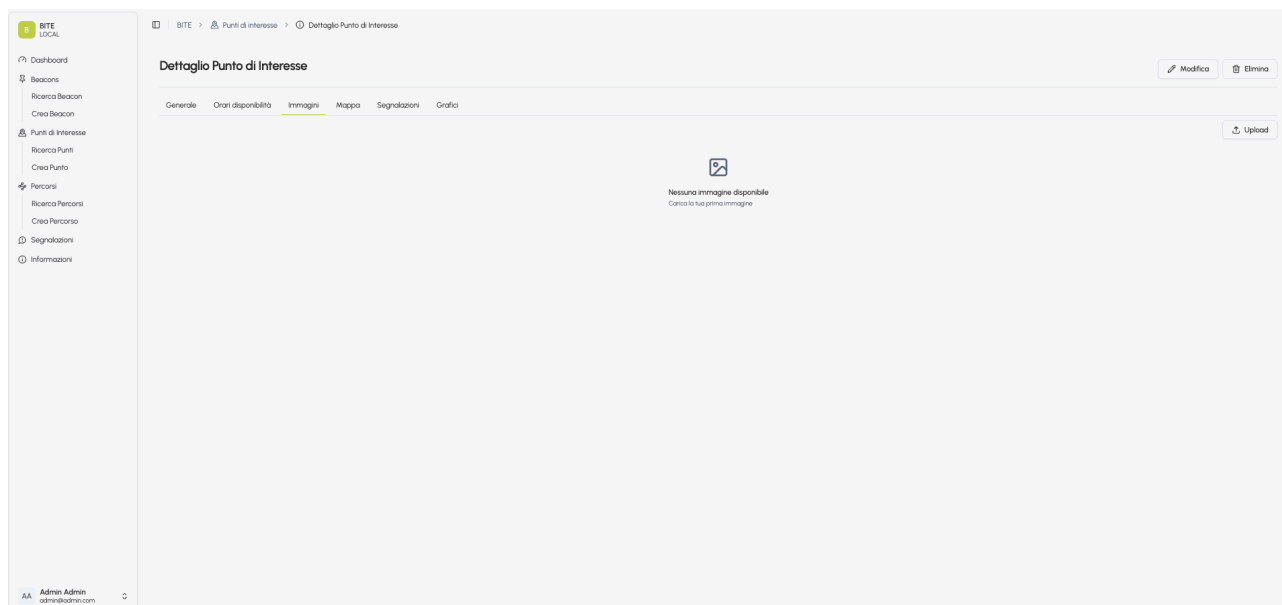 B
BITE
LOCAL
Dashboard
Beacons
Ricerca Beacon
Crea Beacon
Punti di Interesse
Ricerca Punti
Crea Punto
Percorsi
Ricerca Percorsi
Crea Percorso
Segnalazioni
Informazioni
AA
Admin Admin
admin@admin.com
BITE > Punti di interesse > Dettaglio Punto di Interesse
Dettaglio Punto di Interesse
Modifica Elimina
Generale Orari disponibilità Immagini Mappa Segnalazioni Grafici
Upload
Nessuna immagine disponibile
Carica la tua prima immagine